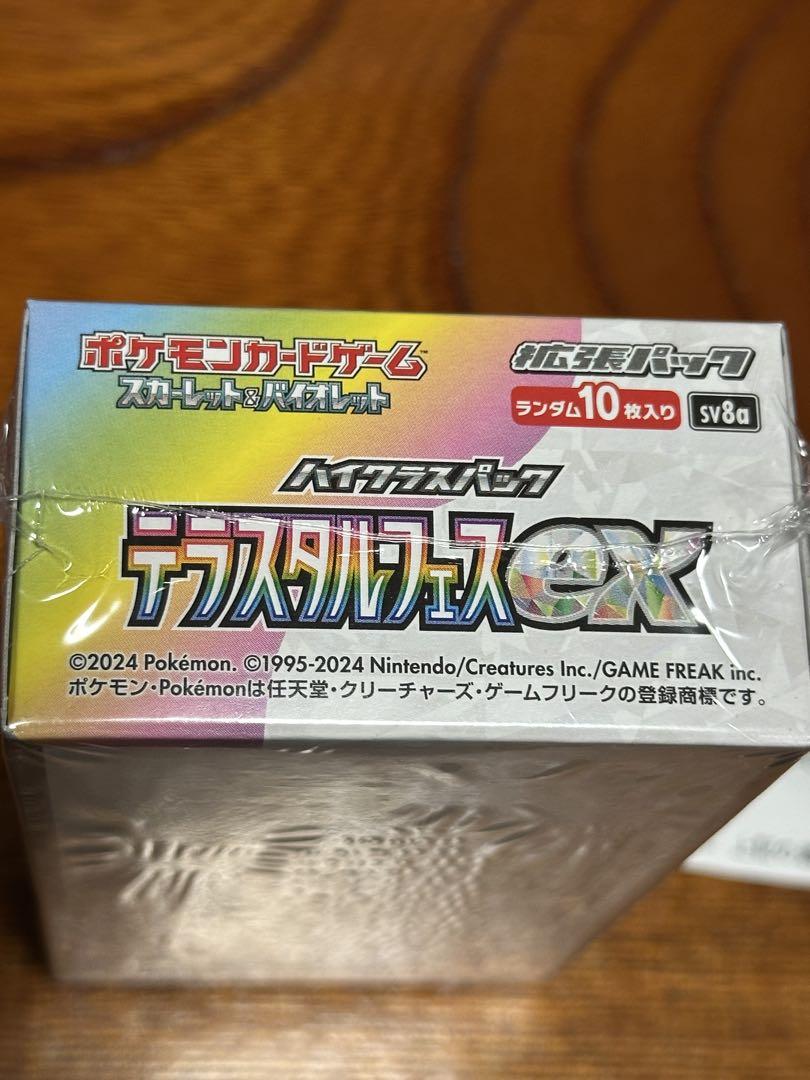 ポケモンカードゲーム™
スカーレット&バイオレット
拡張パック
ランダム10枚入り
SV8a
ハイクラスパック
テラスタルフェスex
©2024 Pokémon. ©1995-2024 Nintendo/Creatures Inc./GAME FREAK inc.
ポケモン・Pokémonは任天堂・クリーチャーズ・ゲームフリークの登録商標です。